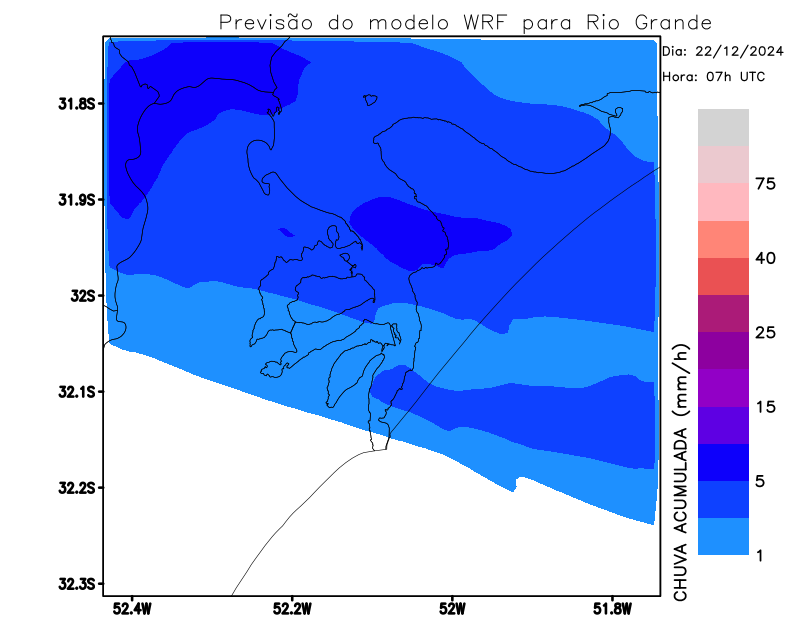 Previsão do modelo WRF para Rio Grande
Dia: 22/12/2024
Hora: 07h UTC
31.8S
31.9S
32S
32.1S
32.2S
32.3S
52.4W
52.2W
52W
51.8W
75
40
25
15
5
1
CHUVA ACUMULADA (mm/h)